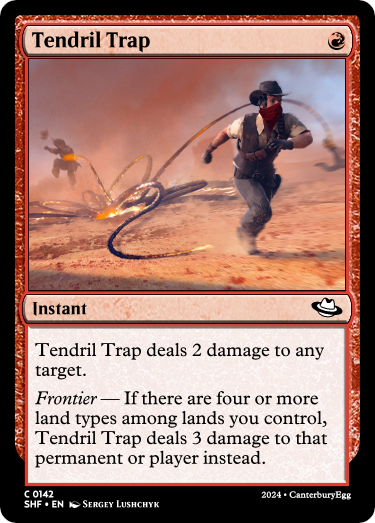 Tendril Trap
Instant
Tendril Trap deals 2 damage to any
target.
Frontier — If there are four or more
land types among lands you control,
Tendril Trap deals 3 damage to that
permanent or player instead.
C 0142
SHF • EN Sergey Lushchyk
2024 • CanterburyEgg